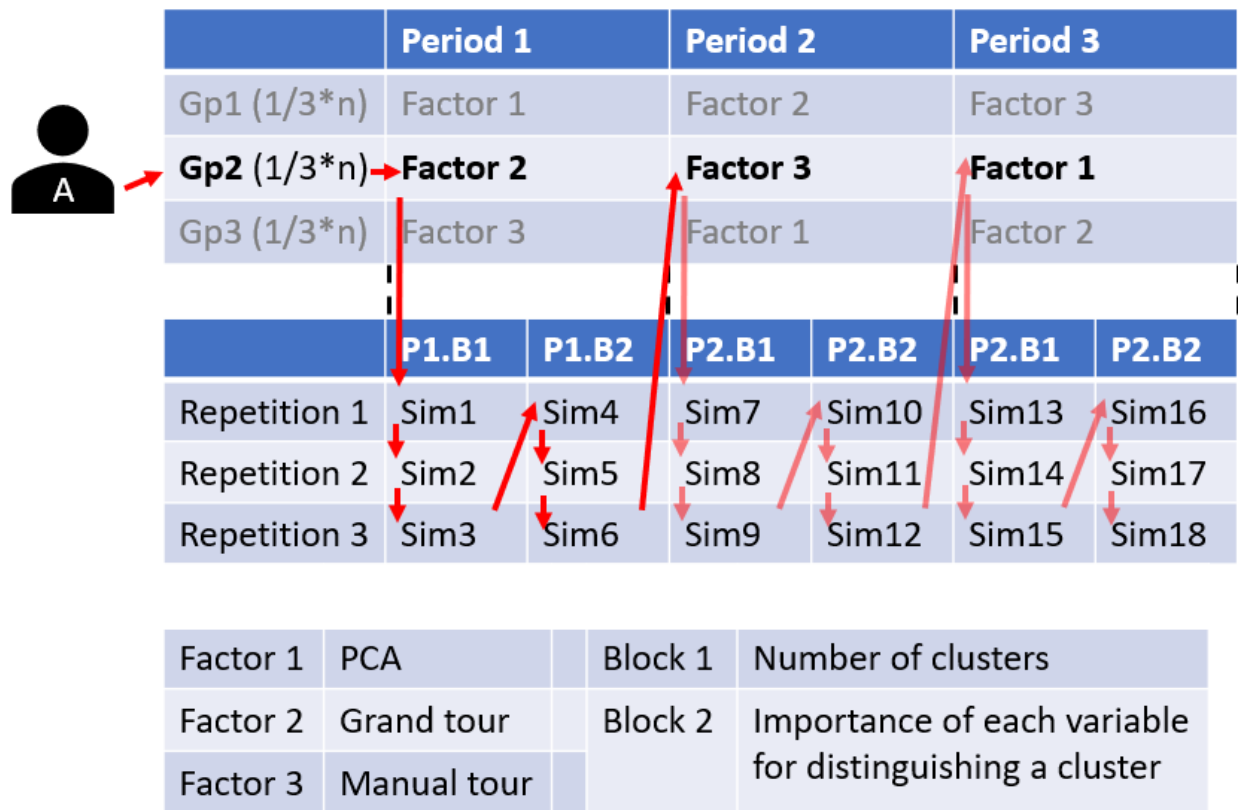 Period 1 Period 2 Period 3
Gp1 (1/3*n) Factor 1 Factor 2 Factor 3
A
Gp2 (1/3*n) Factor 2 Factor 3 Factor 1
Gp3 (1/3*n) Factor 3 Factor 1 Factor 2
P1.B1 P1.B2 P2.B1 P2.B2 P2.B1 P2.B2
Repetition 1 Sim1 Sim4 Sim7 Sim10 Sim13 Sim16
Repetition 2 Sim2 Sim5 Sim8 Sim11 Sim14 Sim17
Repetition 3 Sim3 Sim6 Sim9 Sim12 Sim15 Sim18
Factor 1 PCA Block 1 Number of clusters
Factor 2 Grand tour Block 2 Importance of each variable
for distinguishing a cluster
Factor 3 Manual tour